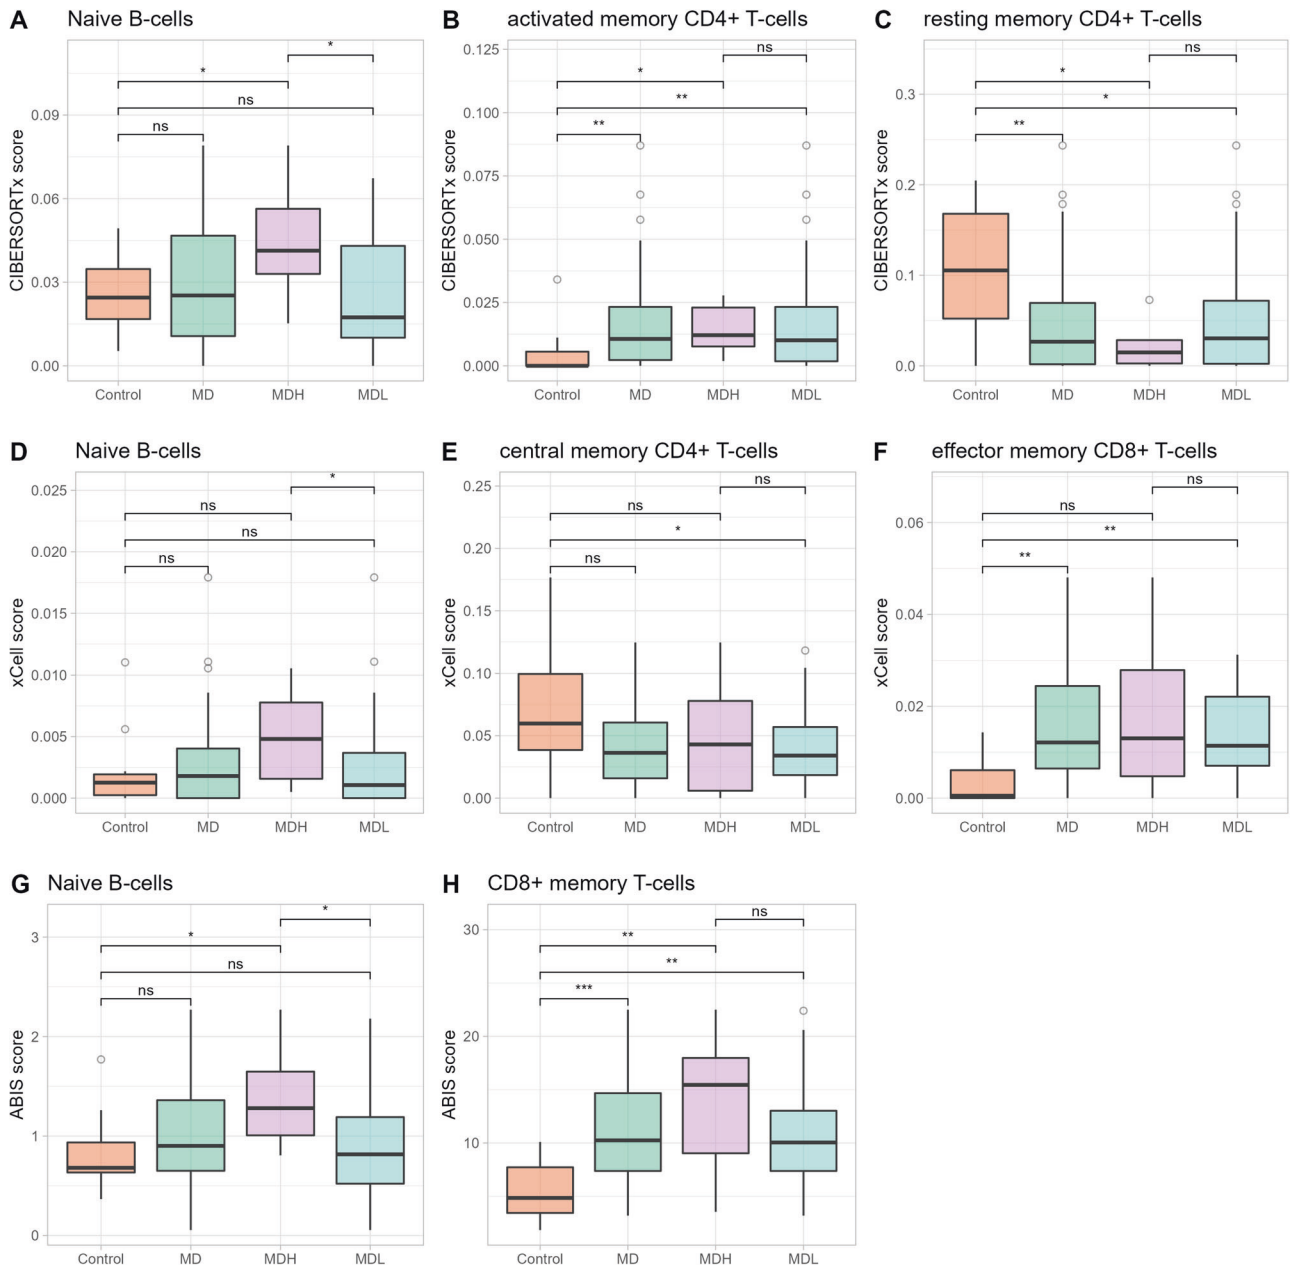 A Naive B-cells
CIBERSORTx score
0.09
0.06
0.03
0.00
*
*
ns
ns
Control MD MDH MDL
B activated memory CD4+ T-cells
CIBERSORTx score
0.125
0.100
0.075
0.050
0.025
0.000
ns
*
**
**
Control MD MDH MDL
C resting memory CD4+ T-cells
CIBERSORTx score
0.3
0.2
0.1
0.0
ns
*
*
**
Control MD MDH MDL
D Naive B-cells
xCell score
0.025
0.020
0.015
0.010
0.005
0.000
*
ns
ns
ns
Control MD MDH MDL
E central memory CD4+ T-cells
xCell score
0.25
0.20
0.15
0.10
0.05
0.00
ns
ns
*
ns
Control MD MDH MDL
F effector memory CD8+ T-cells
xCell score
0.06
0.04
0.02
0.00
ns
ns
**
**
Control MD MDH MDL
G Naive B-cells
ABIS score
3
2
1
0
*
*
ns
ns
Control MD MDH MDL
H CD8+ memory T-cells
ABIS score
30
20
10
ns
**
**
***
Control MD MDH MDL